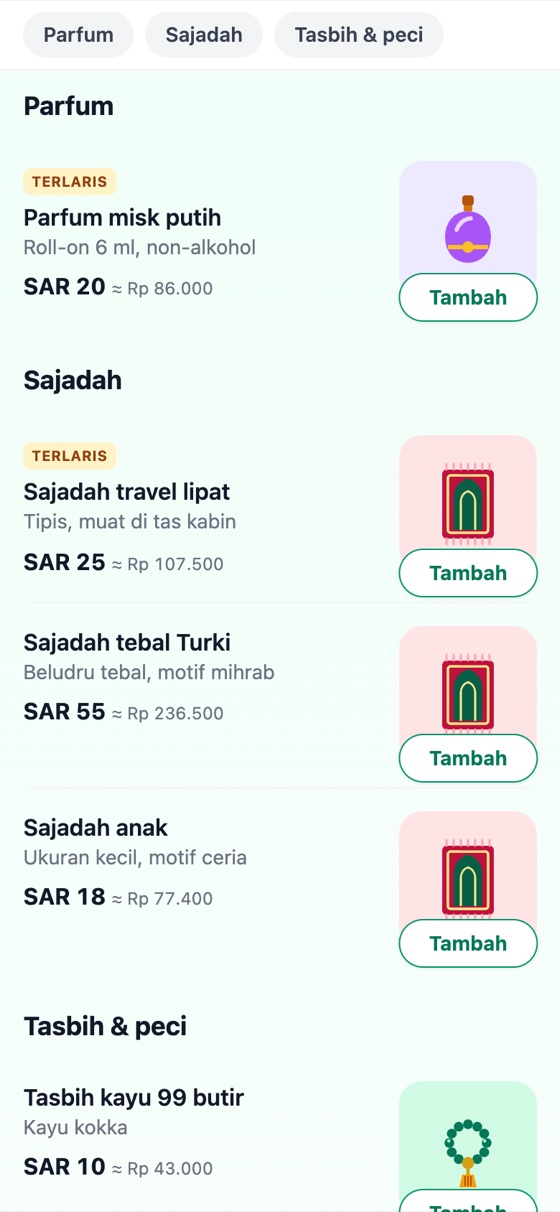 Parfum
Sajadah
Tasbih & peci
Parfum
TERLARIS
Parfum misk putih
Roll-on 6 ml, non-alkohol
SAR 20 ≈ Rp 86.000
Tambah
Sajadah
TERLARIS
Sajadah travel lipat
Tipis, muat di tas kabin
SAR 25 ≈ Rp 107.500
Tambah
Sajadah tebal Turki
Beludru tebal, motif mihrab
SAR 55 ≈ Rp 236.500
Tambah
Sajadah anak
Ukuran kecil, motif ceria
SAR 18 ≈ Rp 77.400
Tambah
Tasbih & peci
Tasbih kayu 99 butir
Kayu kokka
SAR 10 ≈ Rp 43.000
Tambah